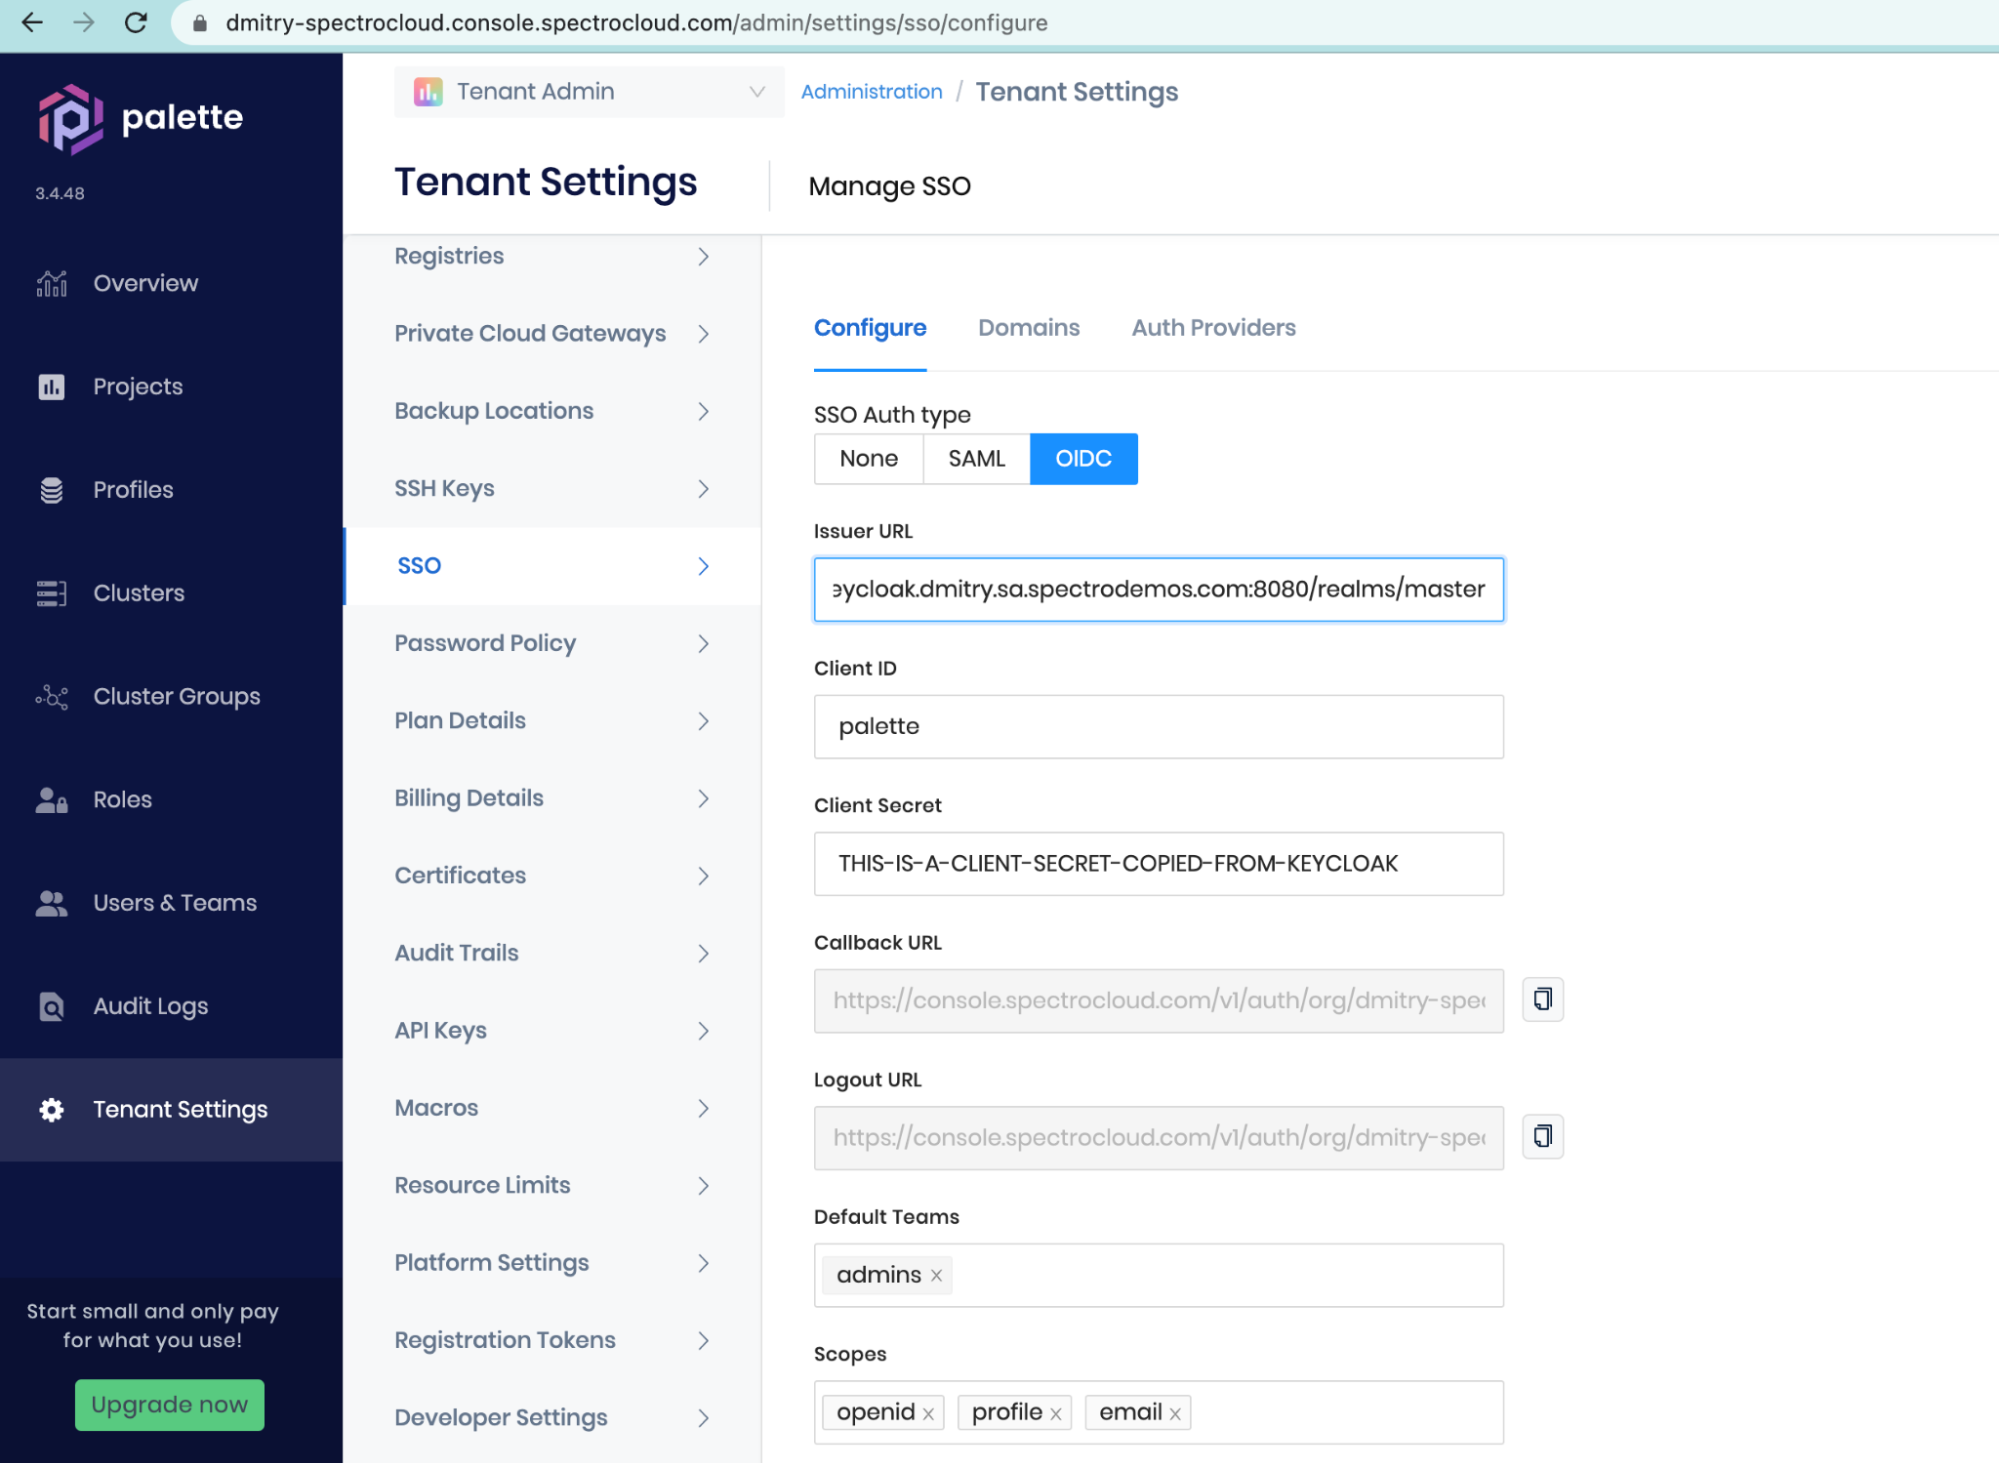 dmitry-spectrocloud.console.spectrocloud.com/admin/settings/sso/configure
palette
3.4.48
Overview
Projects
Profiles
Clusters
Cluster Groups
Roles
Users & Teams
Audit Logs
Tenant Settings
Start small and only pay
for what you use!
Upgrade now
Tenant Admin
Administration / Tenant Settings
Tenant Settings
Manage SSO
Registries
Private Cloud Gateways
Backup Locations
SSH Keys
SSO
Password Policy
Plan Details
Billing Details
Certificates
Audit Trails
API Keys
Macros
Resource Limits
Platform Settings
Registration Tokens
Developer Settings
Configure Domains Auth Providers
SSO Auth type
None SAML OIDC
Issuer URL
eycloak.dmitry.sa.spectrodemos.com:8080/realms/master
Client ID
palette
Client Secret
THIS-IS-A-CLIENT-SECRET-COPIED-FROM-KEYCLOAK
Callback URL
https://console.spectrocloud.com/v1/auth/org/dmitry-spec
Logout URL
https://console.spectrocloud.com/v1/auth/org/dmitry-spec
Default Teams
admins
Scopes
openid profile email